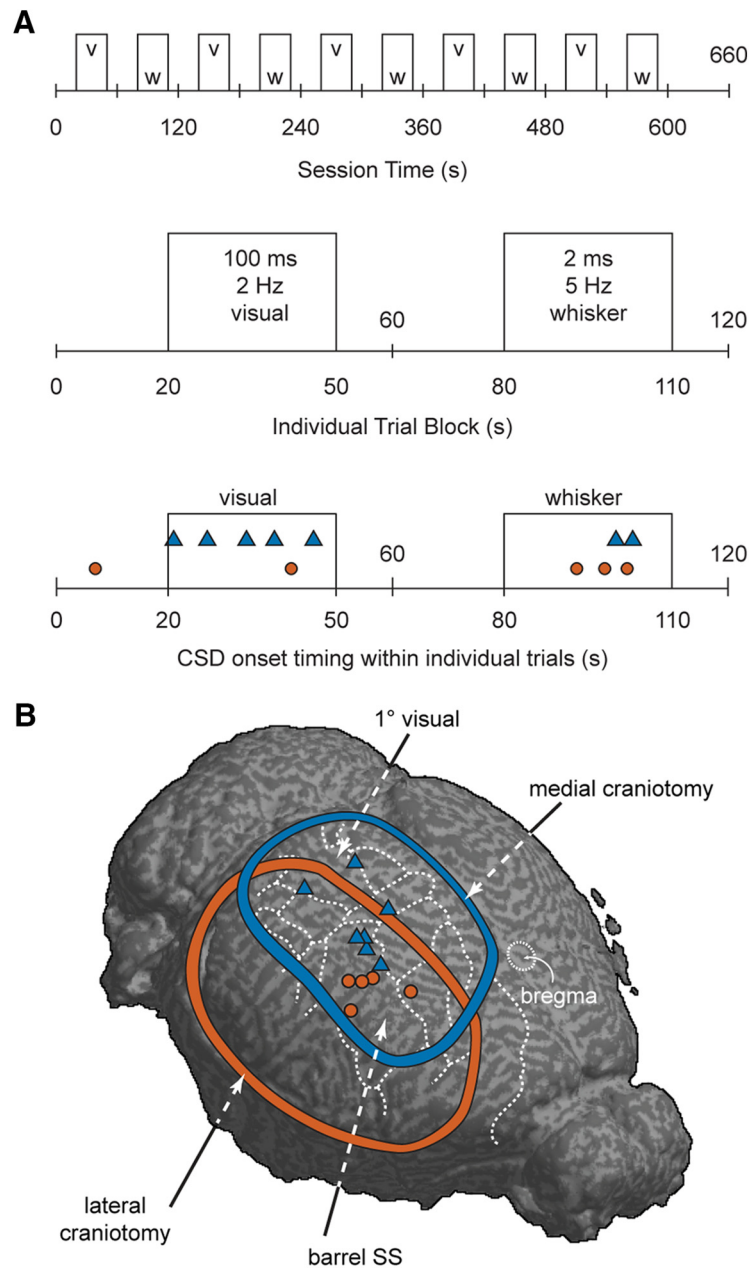 A
v v v v v
w w w w w
660
0 120 240 360 480 600
Session Time (s)
100 ms
2 Hz
visual
2 ms
5 Hz
whisker
60 120
0 20 50 80 110
Individual Trial Block (s)
visual whisker
60 120
0 20 50 80 110
CSD onset timing within individual trials (s)
B
1° visual
medial craniotomy
bregma
lateral
craniotomy
barrel SS